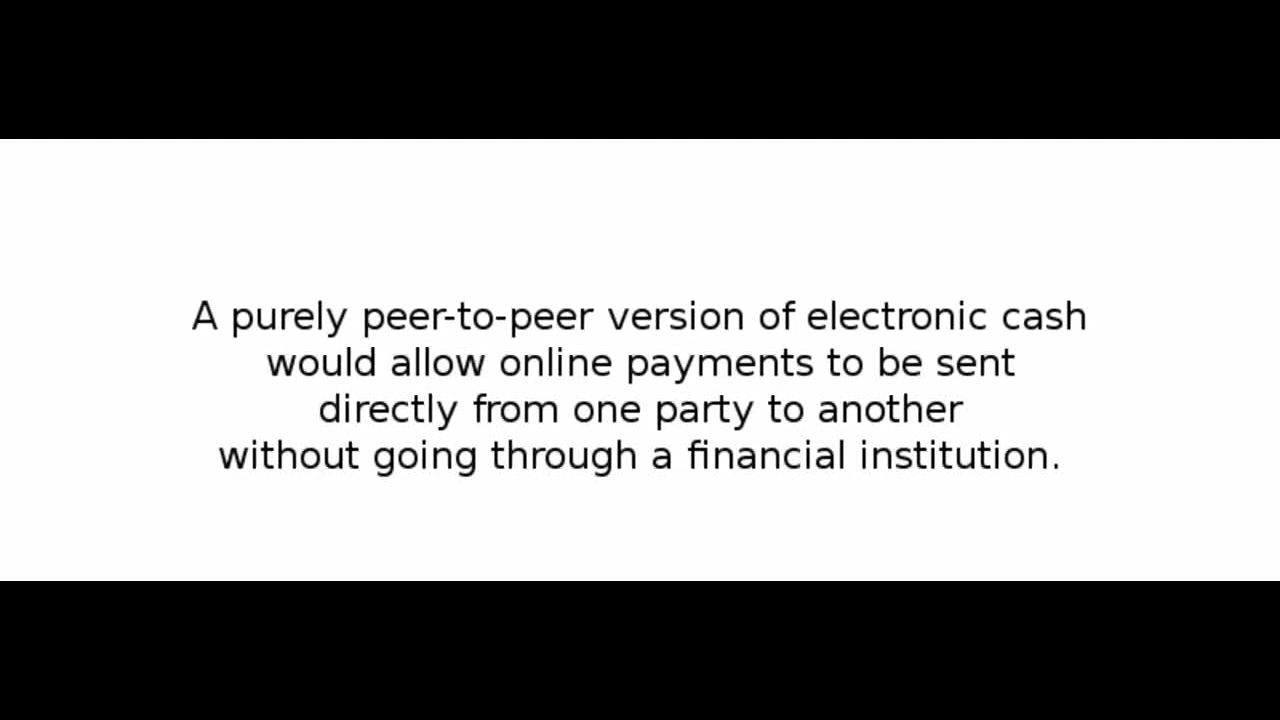 A purely peer-to-peer version of electronic cash
would allow online payments to be sent
directly from one party to another
without going through a financial institution.